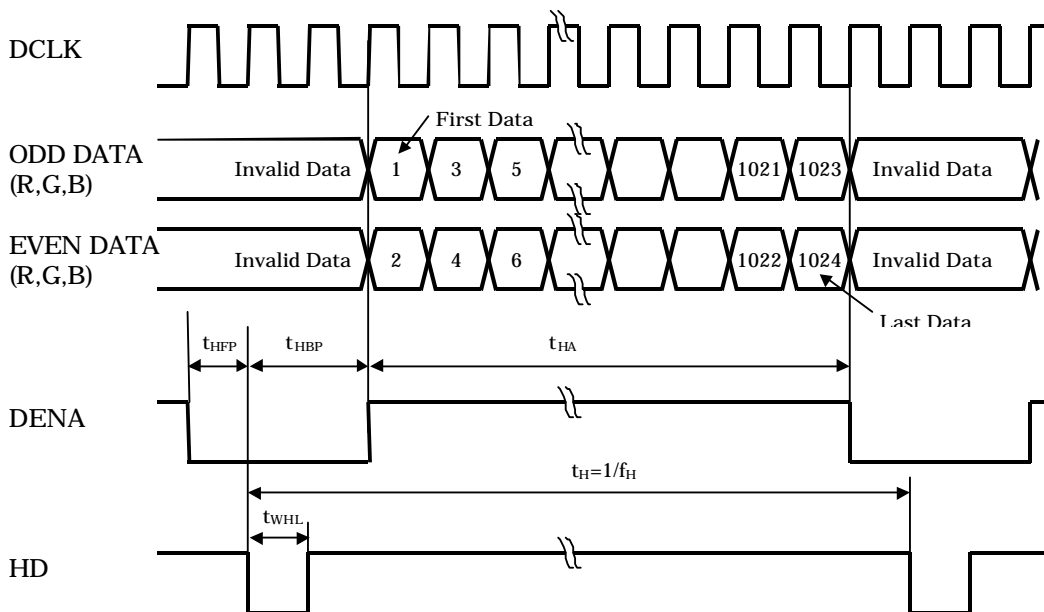 DCLK
First Data
ODD DATA
(R,G,B)
Invalid Data 1 3 5 1021 1023 Invalid Data
EVEN DATA
(R,G,B)
Invalid Data 2 4 6 1022 1024 Invalid Data
Last Data
tHFP tHBP tHA
DENA
tH=1/fH
tWHL
HD